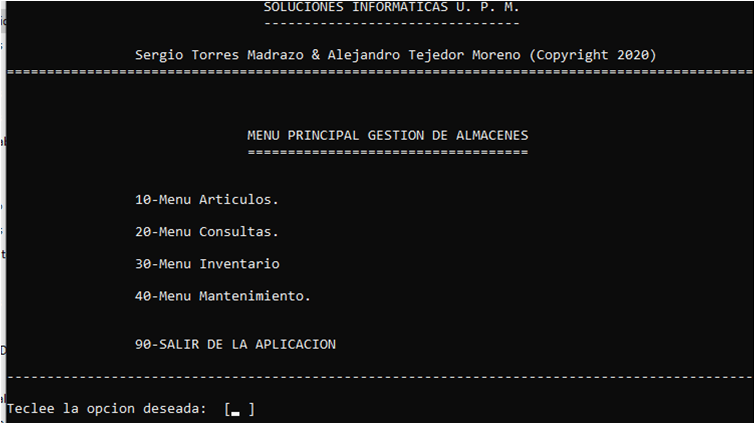 SOLUCIONES INFORMATICAS U. P. M.
--------------------------------
Sergio Torres Madrazo & Alejandro Tejedor Moreno (Copyright 2020)
MENU PRINCIPAL GESTION DE ALMACENES
===================================
10-Menu Articulos.
20-Menu Consultas.
30-Menu Inventario
40-Menu Mantenimiento.
90-SALIR DE LA APLICACION
Teclee la opcion deseada: [_ ]